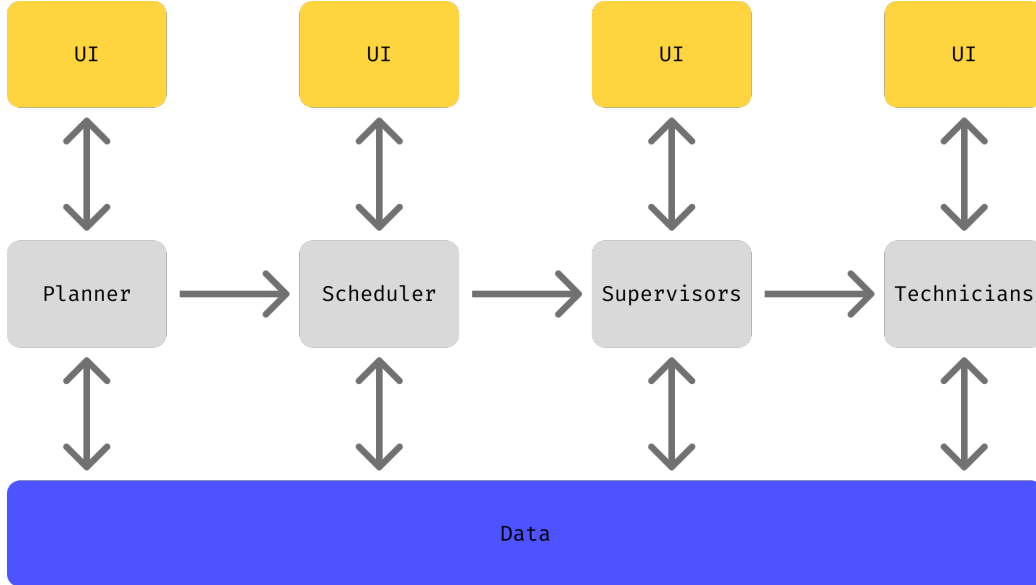 UI
UI
UI
UI
Planner
Scheduler
Supervisors
Technicians
Data